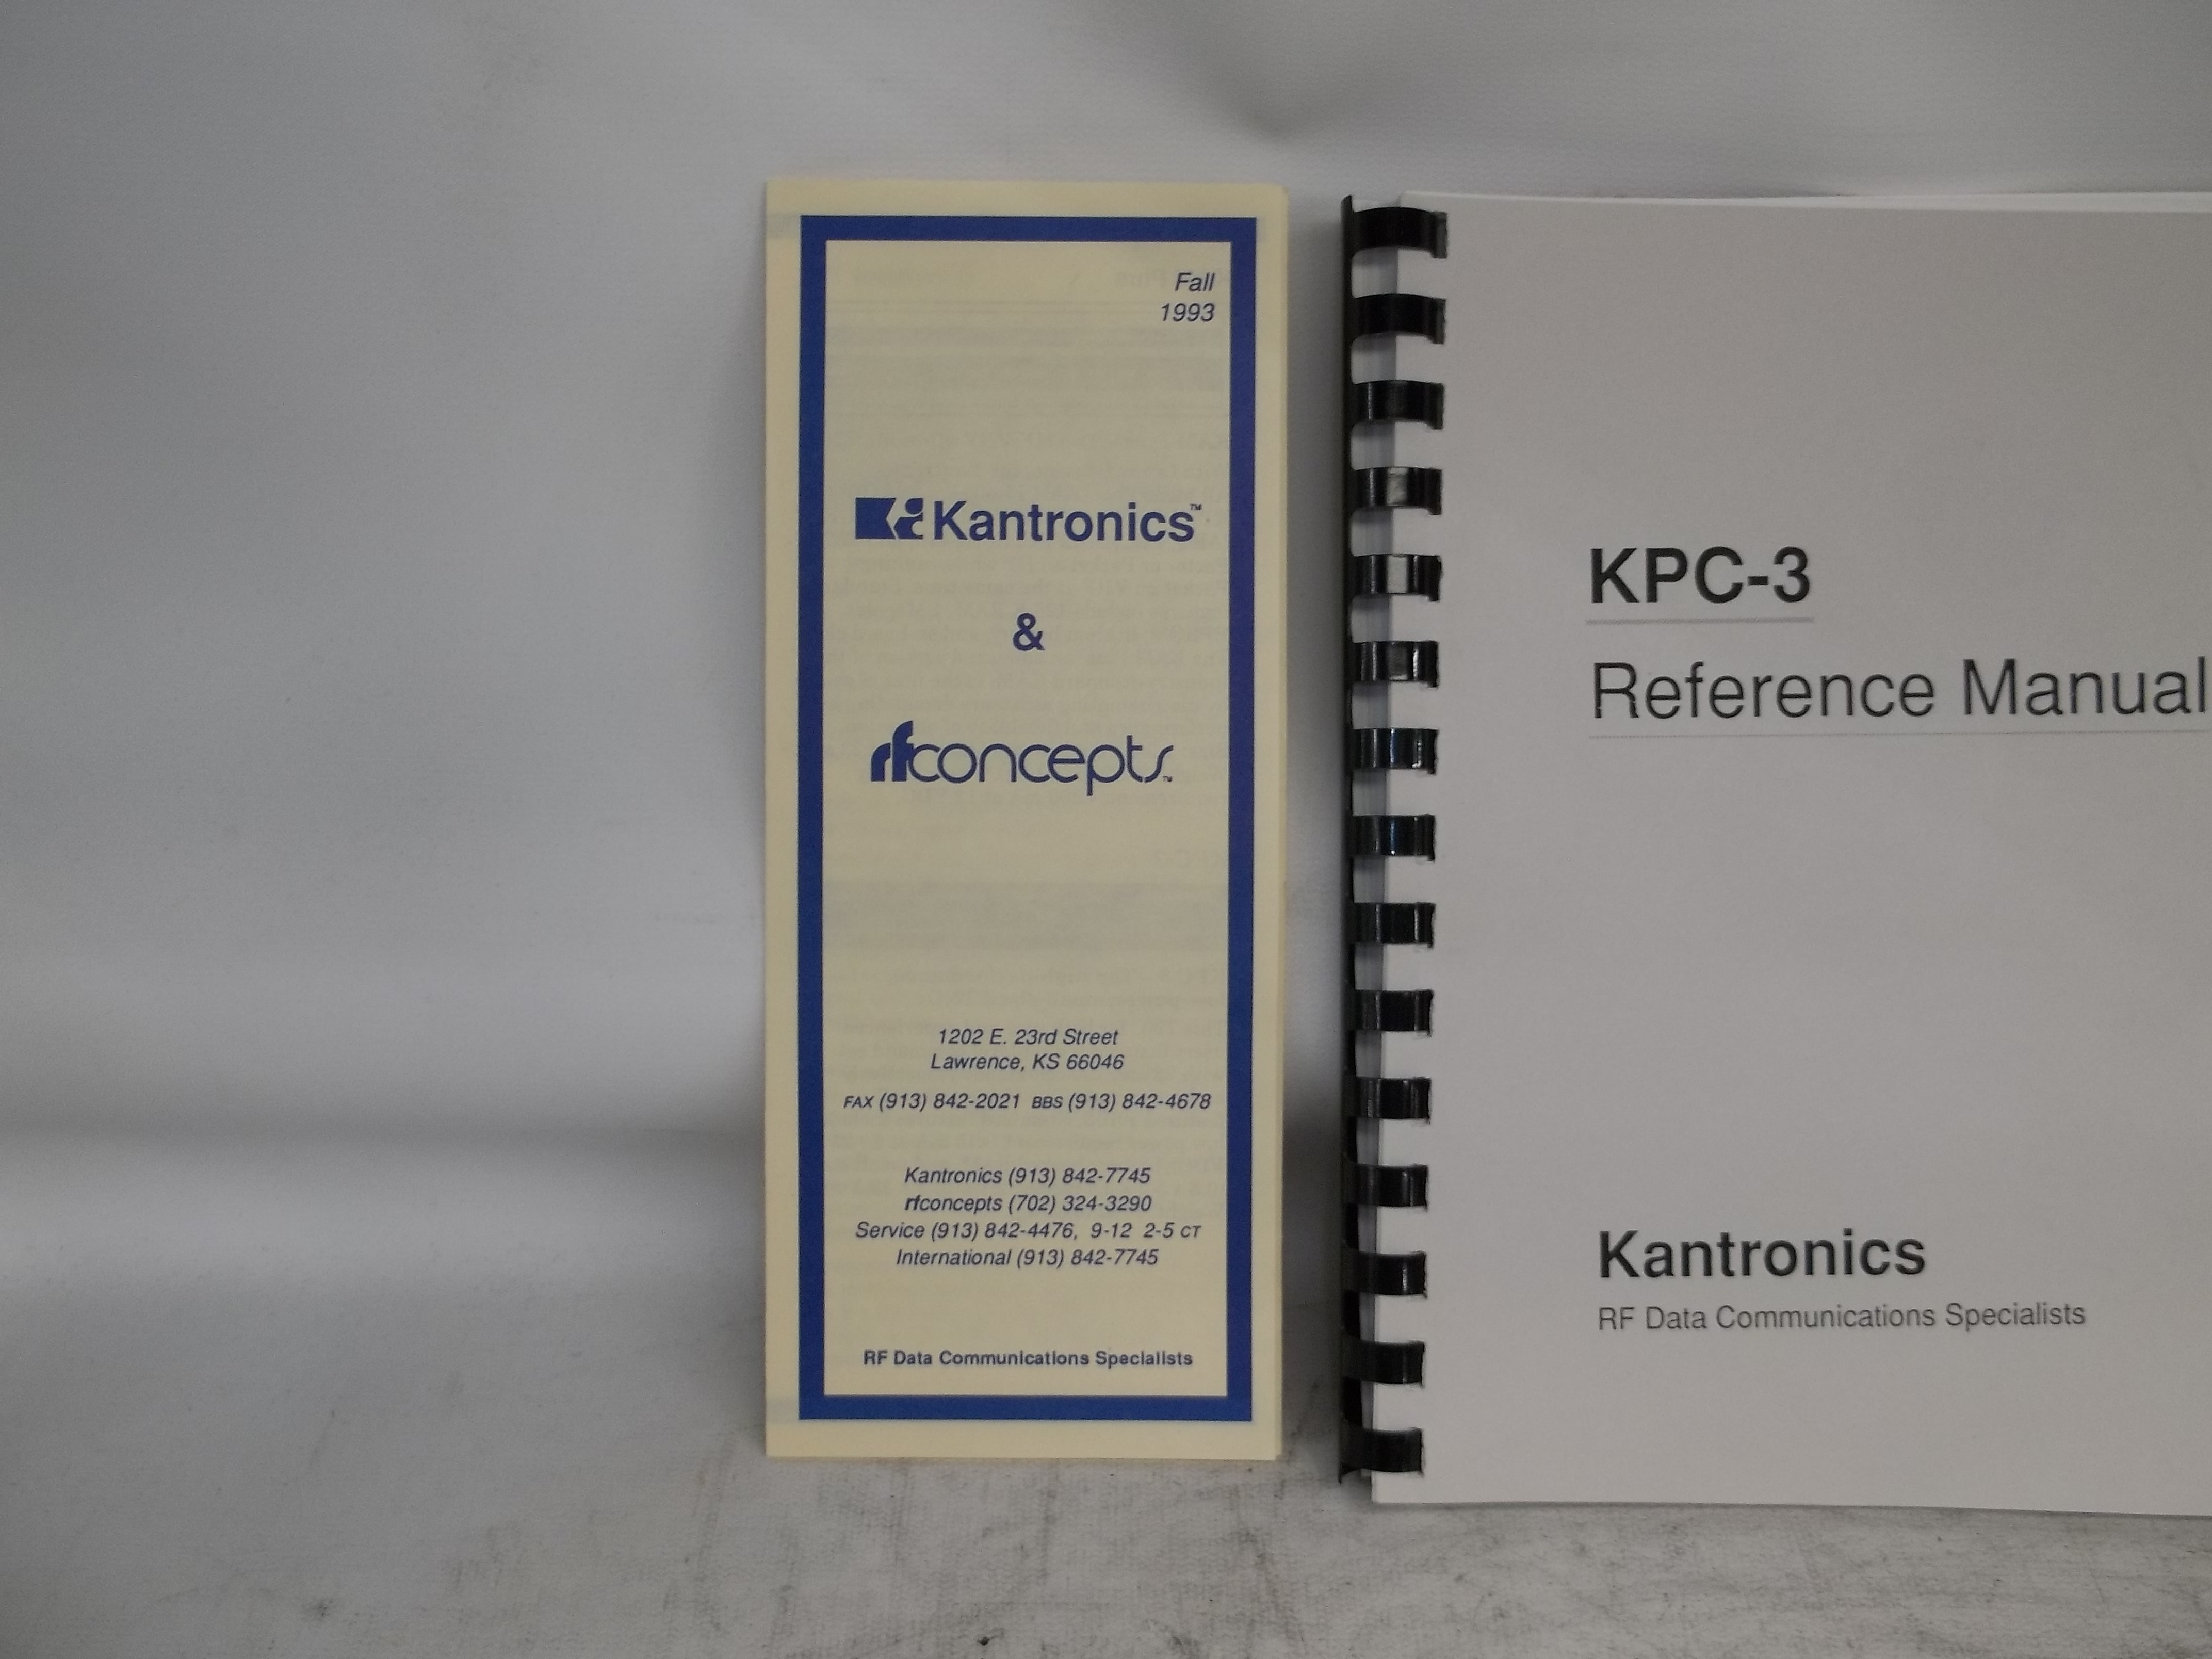 Fall
1993
Kantronics™
&
rfconcepts™
1202 E. 23rd Street
Lawrence, KS 66046
FAX (913) 842-2021 BBS (913) 842-4678
Kantronics (913) 842-7745
rfconcepts (702) 324-3290
Service (913) 842-4476, 9-12 2-5 CT
International (913) 842-7745
RF Data Communications Specialists
KPC-3
Reference Manual
Kantronics
RF Data Communications Specialists